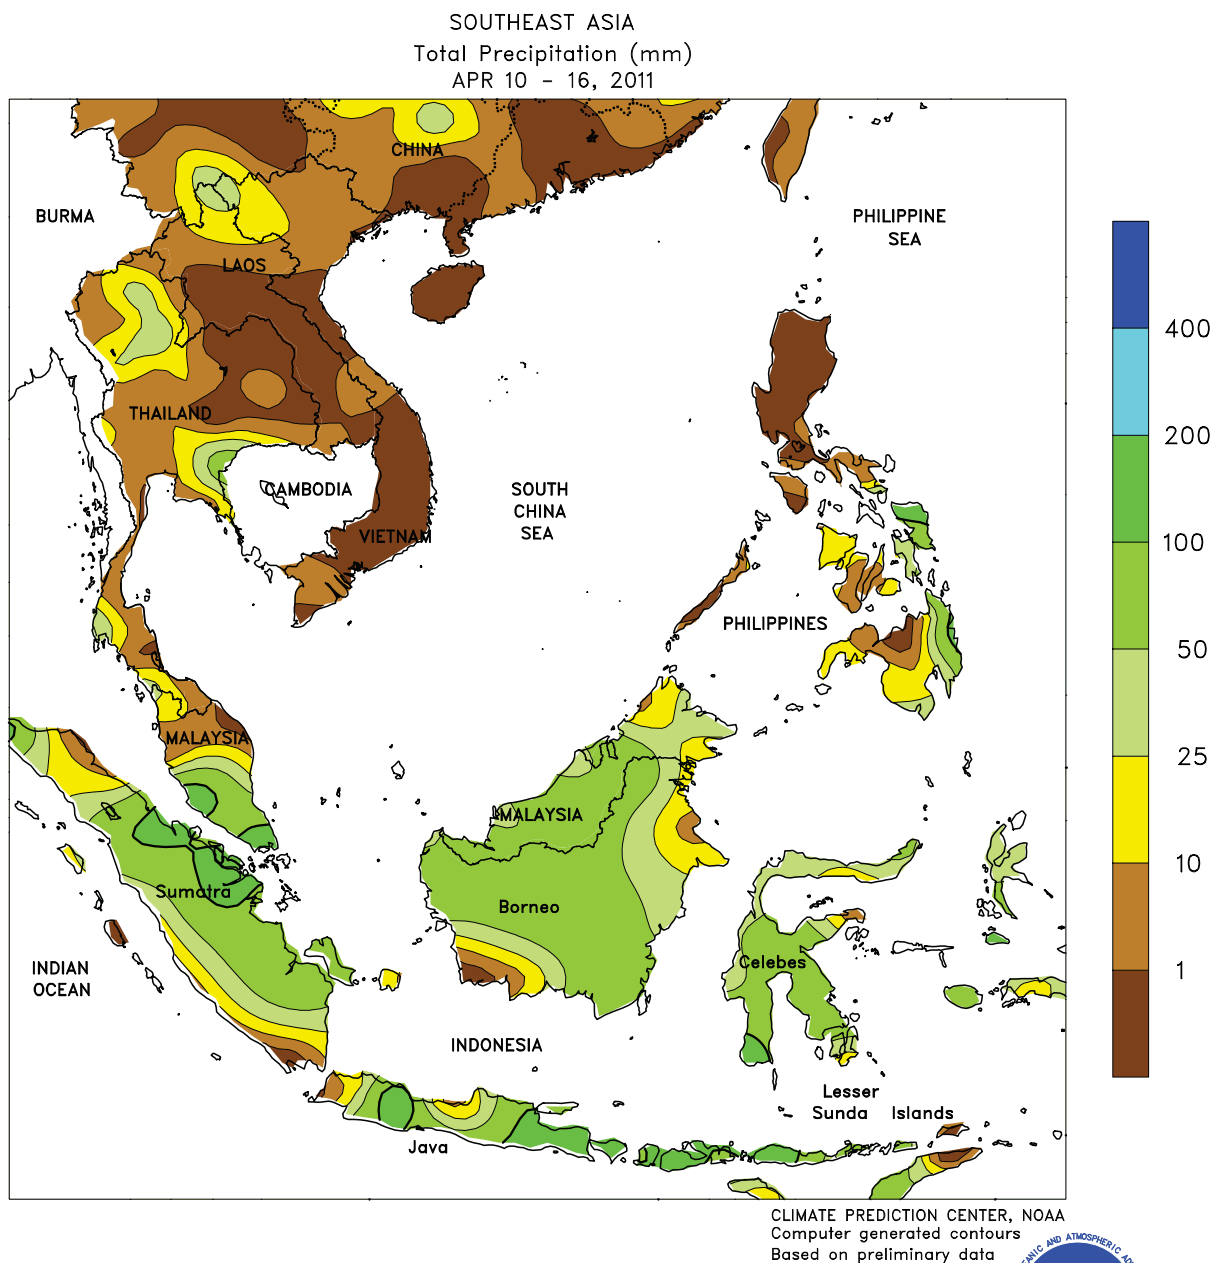 SOUTHEAST ASIA
Total Precipitation (mm)
APR 10 - 16, 2011
CHINA
BURMA
PHILIPPINE
SEA
LAOS
400
THAILAND
200
CAMBODIA
SOUTH
CHINA
SEA
VIETNAM
100
PHILIPPINES
50
MALAYSIA
25
MALAYSIA
10
Sumatra
Borneo
Celebes
INDIAN
OCEAN
1
INDONESIA
Lesser
Sunda Islands
Java
CLIMATE PREDICTION CENTER, NOAA
Computer generated contours
Based on preliminary data
AND ATMOSPHERIC